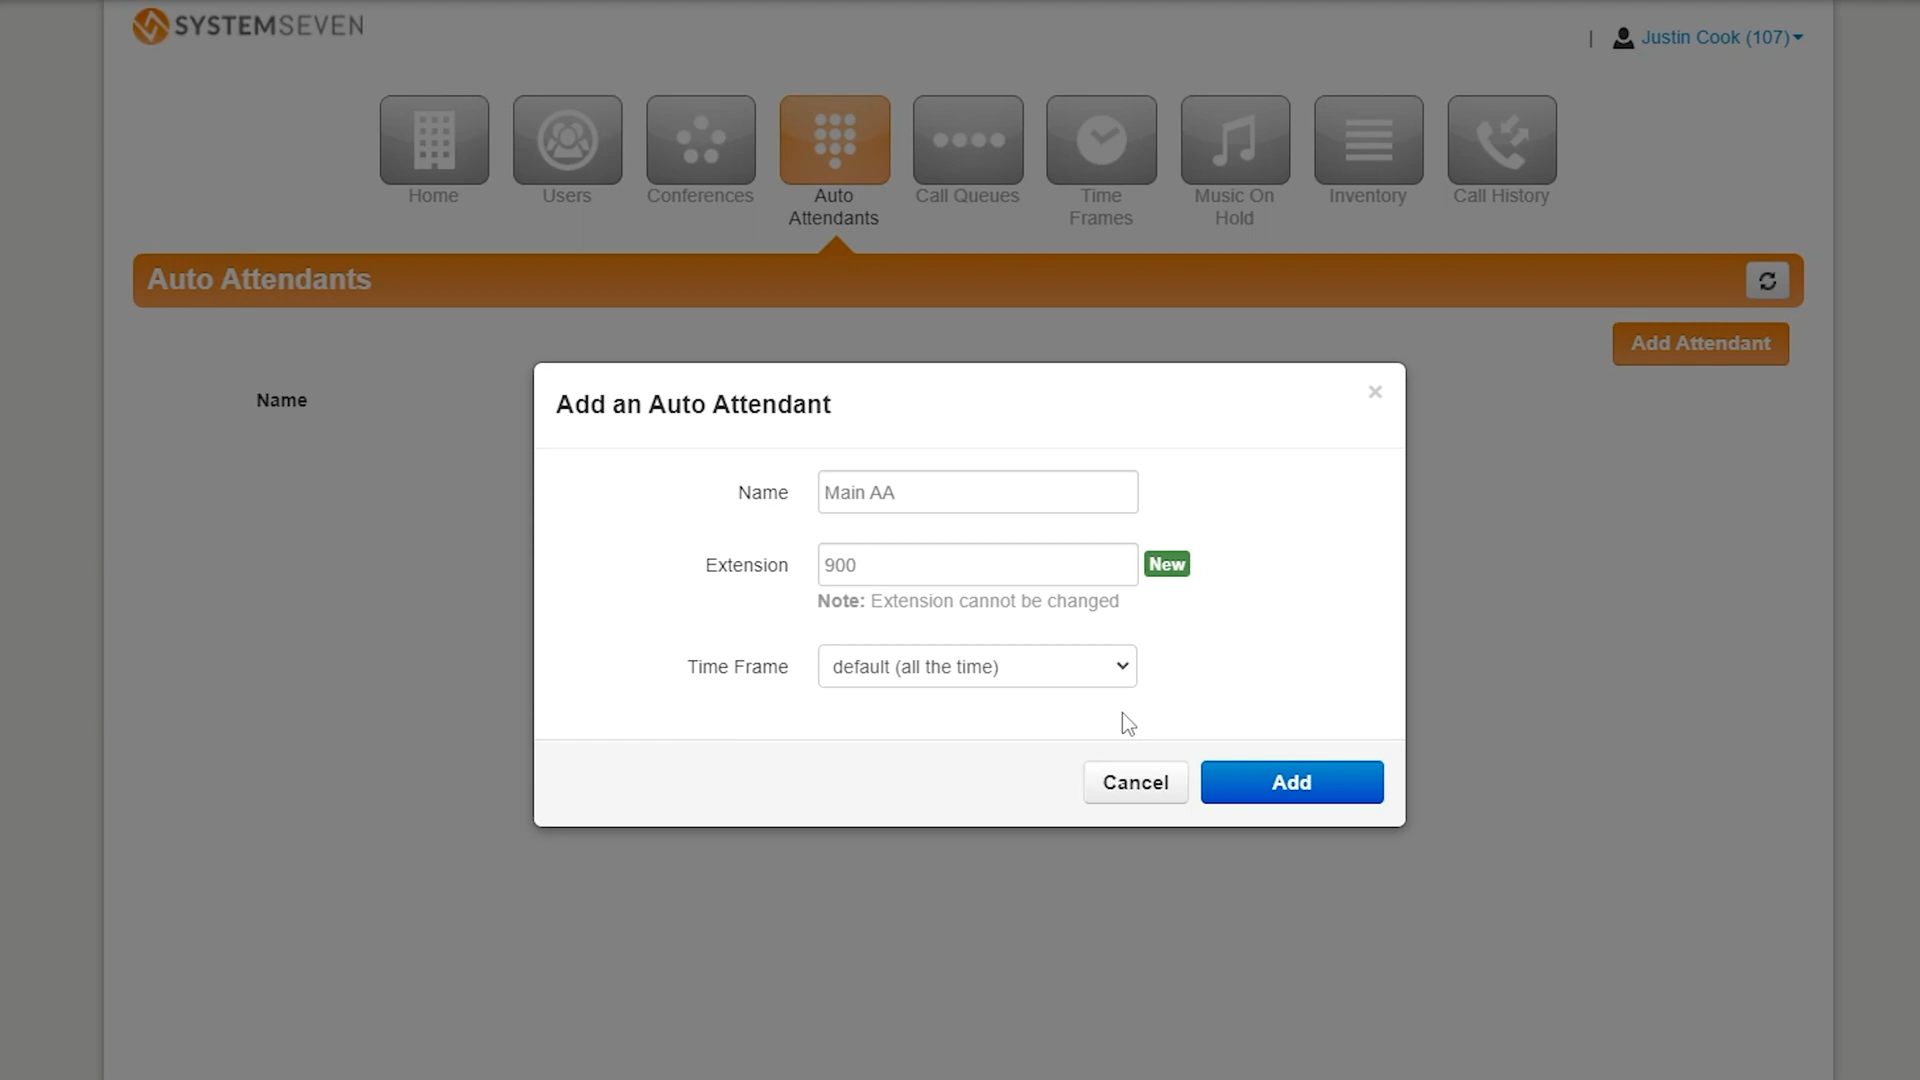 SYSTEMSEVEN
| Justin Cook (107)
Home
Users
Conferences
Auto
Attendants
Call Queues
Time
Frames
Music On
Hold
Inventory
Call History
Auto Attendants
Add Attendant
Name
Add an Auto Attendant
×
Name
Main AA
Extension
900
New
Note: Extension cannot be changed
Time Frame
default (all the time)
Cancel
Add